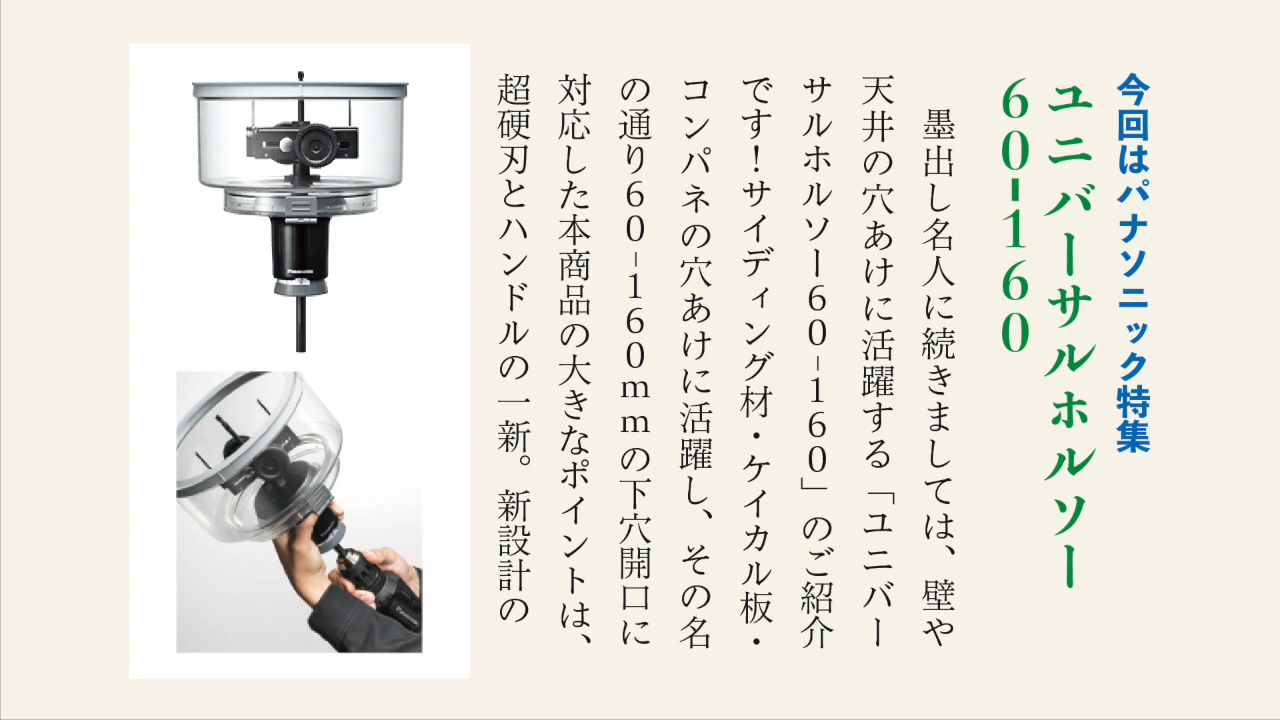 今回はパナソニック特集
ユニバーサルホルソー
60-160
墨出し名人に続きましては、壁や
天井の穴あけに活躍する「ユニバー
サルホルソー60-160」のご紹介
です！サイディング材・ケイカル板・
コンパネの穴あけに活躍し、その名
の通り60-160mmの下穴開口に
対応した本商品の大きなポイントは、
超硬刃とハンドルの一新。新設計の
Panasonic
Panasonic